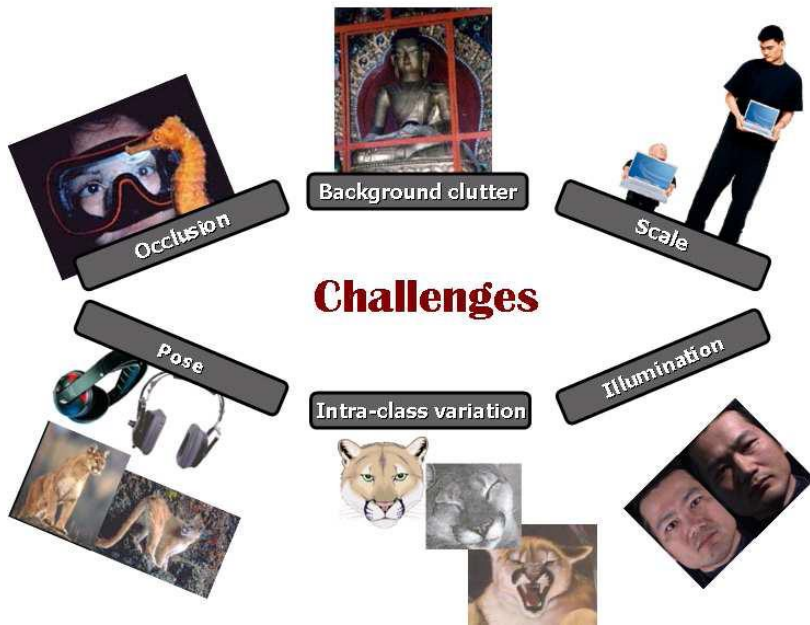 Background clutter
Occlusion
Scale
Challenges
Pose
Illumination
Intra-class variation